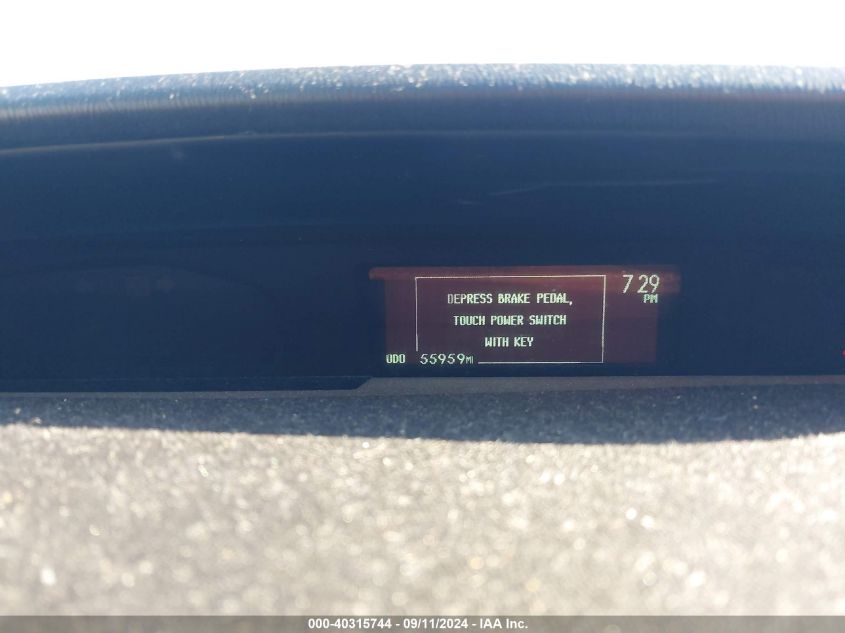 DEPRESS BRAKE PEDAL,
TOUCH POWER SWITCH
WITH KEY
7 29
PM
ODO 55959MI
000-40315744 - 09/11/2024 - IAA Inc.